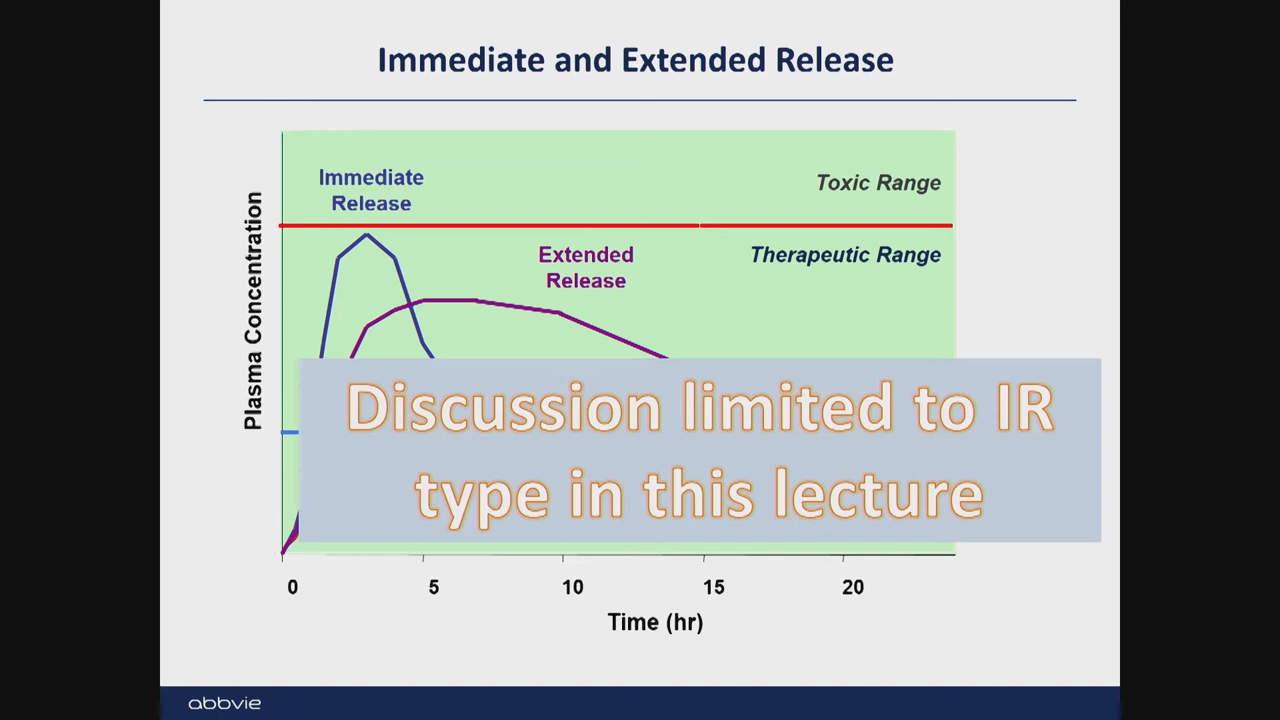 Immediate and Extended Release
Immediate
Release
Toxic Range
Extended
Release
Therapeutic Range
Plasma Concentration
Discussion limited to IR
type in this lecture
0 5 10 15 20
Time (hr)
abbvie